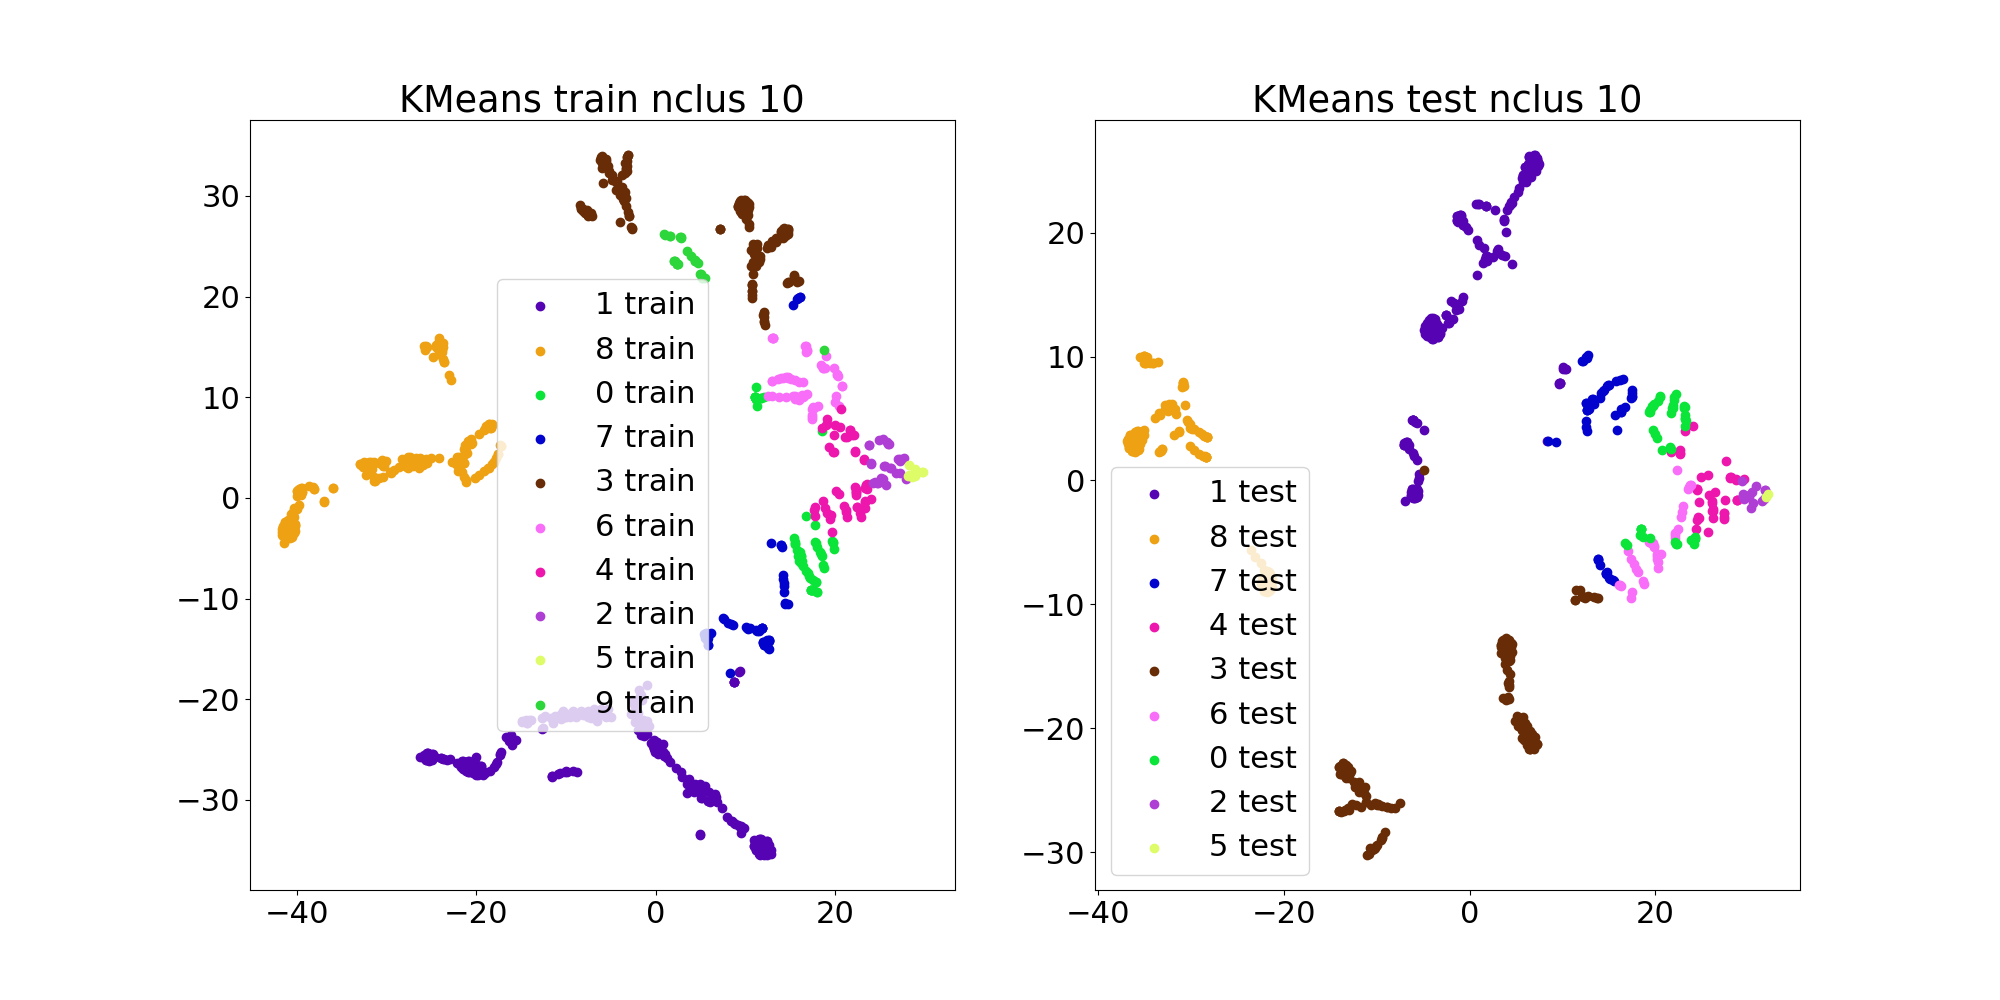 KMeans train nclus 10
30
20
10
0
−10
−20
−30
−40
−20
0
20
1 train
8 train
0 train
7 train
3 train
6 train
4 train
2 train
5 train
9 train
KMeans test nclus 10
20
10
0
−10
−20
−30
−40
−20
0
20
1 test
8 test
7 test
4 test
3 test
6 test
0 test
2 test
5 test